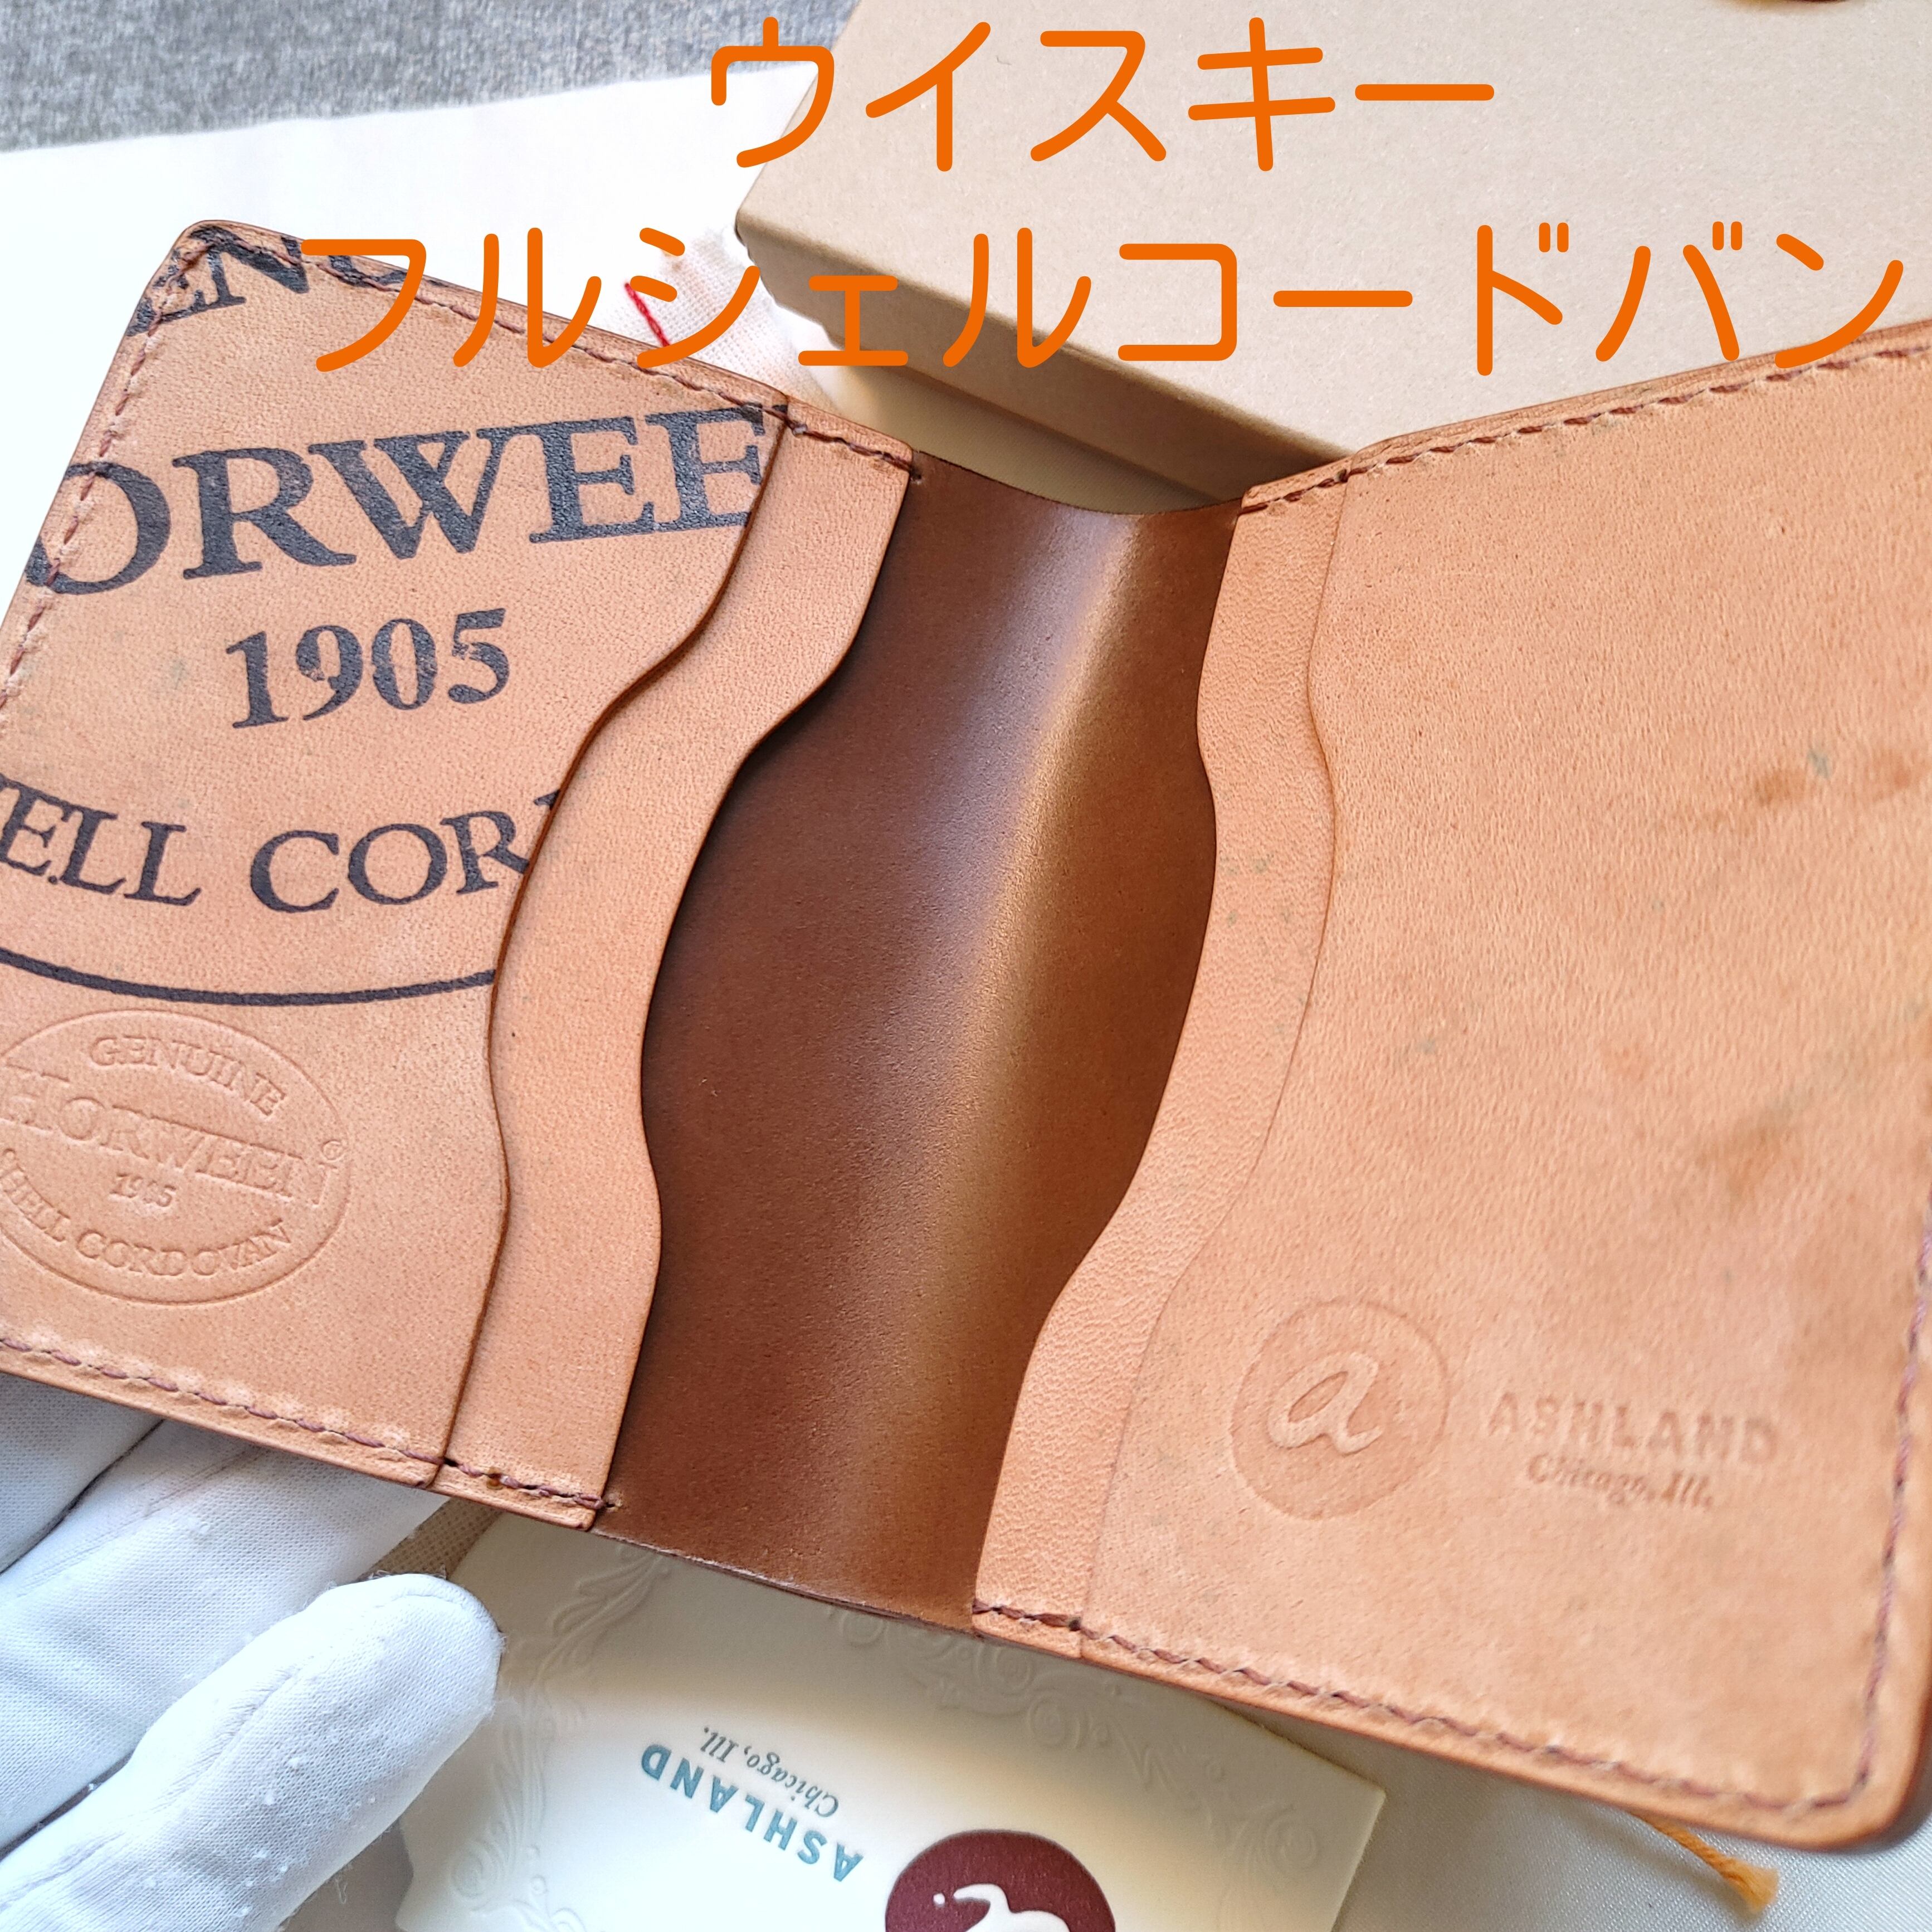 ウイスキー
フルシェルコードバン
ORWEE
1905
ELL COR
GENUINE
HORWEEN
1905
SHELL CORDOVAN
a
ASHLAND
Chicago, Ill.
ASHLAND
Chicago, Ill.